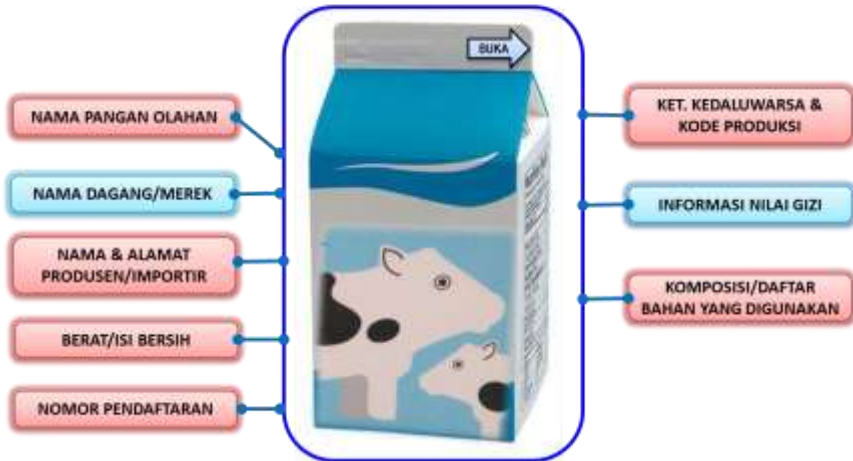 BUKA
NAMA PANGAN OLAHAN
NAMA DAGANG/MEREK
NAMA & ALAMAT
PRODUSEN/IMPORTIR
BERAT/ISI BERSIH
NOMOR PENDAFTARAN
KET. KEDALUWARSA &
KODE PRODUKSI
INFORMASI NILAI GIZI
KOMPOSISI/DAFTAR
BAHAN YANG DIGUNAKAN